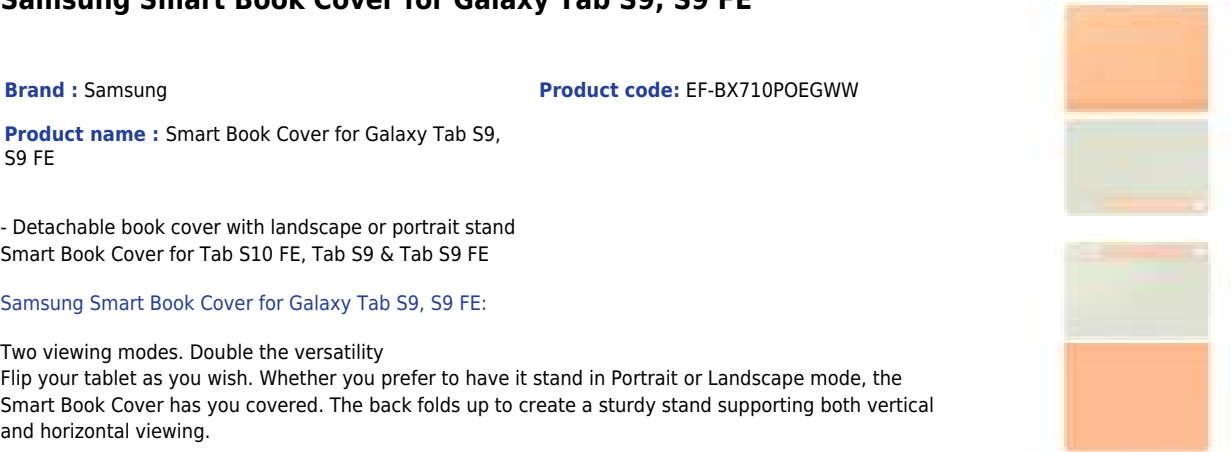 Samsung Smart Book Cover for Galaxy Tab S9, S9 FE
Brand : Samsung
Product code: EF-BX710POEGWW
Product name : Smart Book Cover for Galaxy Tab S9,
S9 FE
- Detachable book cover with landscape or portrait stand
Smart Book Cover for Tab S10 FE, Tab S9 & Tab S9 FE
Samsung Smart Book Cover for Galaxy Tab S9, S9 FE:
Two viewing modes. Double the versatility
Flip your tablet as you wish. Whether you prefer to have it stand in Portrait or Landscape mode, the
Smart Book Cover has you covered. The back folds up to create a sturdy stand supporting both vertical
and horizontal viewing.